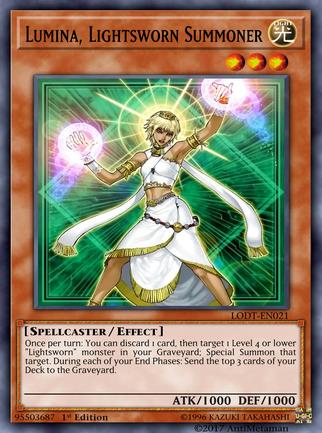 Lumina, Lightsworn Summoner
LIGHT
光
LODT-EN021
[Spellcaster / Effect]
Once per turn: You can discard 1 card, then target 1 Level 4 or lower
"Lightsworn" monster in your Graveyard; Special Summon that
target. During each of your End Phases: Send the top 3 cards of your
Deck to the Graveyard.
ATK/1000 DEF/1000
95503687 1st Edition ©1996 KAZUKI TAKAHASHI
©2017 AntiMetaman